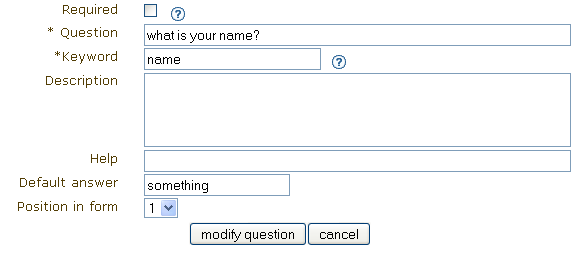 Required ?
* Question what is your name?
*Keyword name ?
Description
Help
Default answer something
Position in form 1
modify question cancel